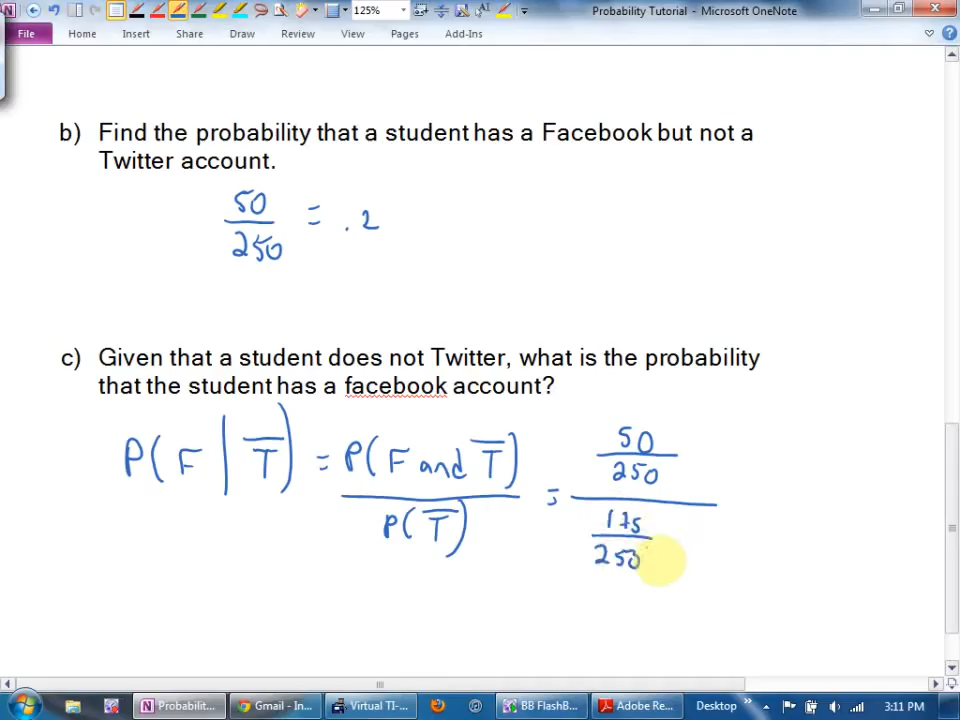 125%
Probability Tutorial - Microsoft OneNote
File Home Insert Share Draw Review View Pages Add-Ins
b) Find the probability that a student has a Facebook but not a
Twitter account.
50
250
= .2
c) Given that a student does not Twitter, what is the probability
that the student has a facebook account?
P(F | T̅) = P(F and T̅)
P(T̅)
=
50
250
175
250
Probabilit... Gmail - In... Virtual TI-... BB FlashB... Adobe Re... Desktop » 3:11 PM